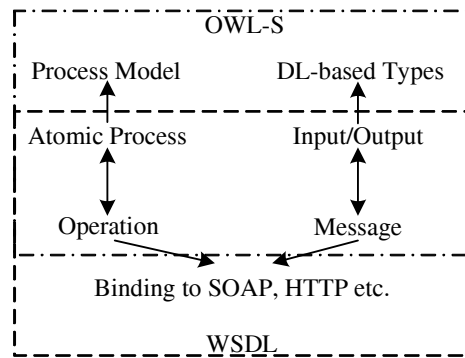 OWL-S
Process Model DL-based Types
Atomic Process Input/Output
Operation Message
Binding to SOAP, HTTP etc.
WSDL